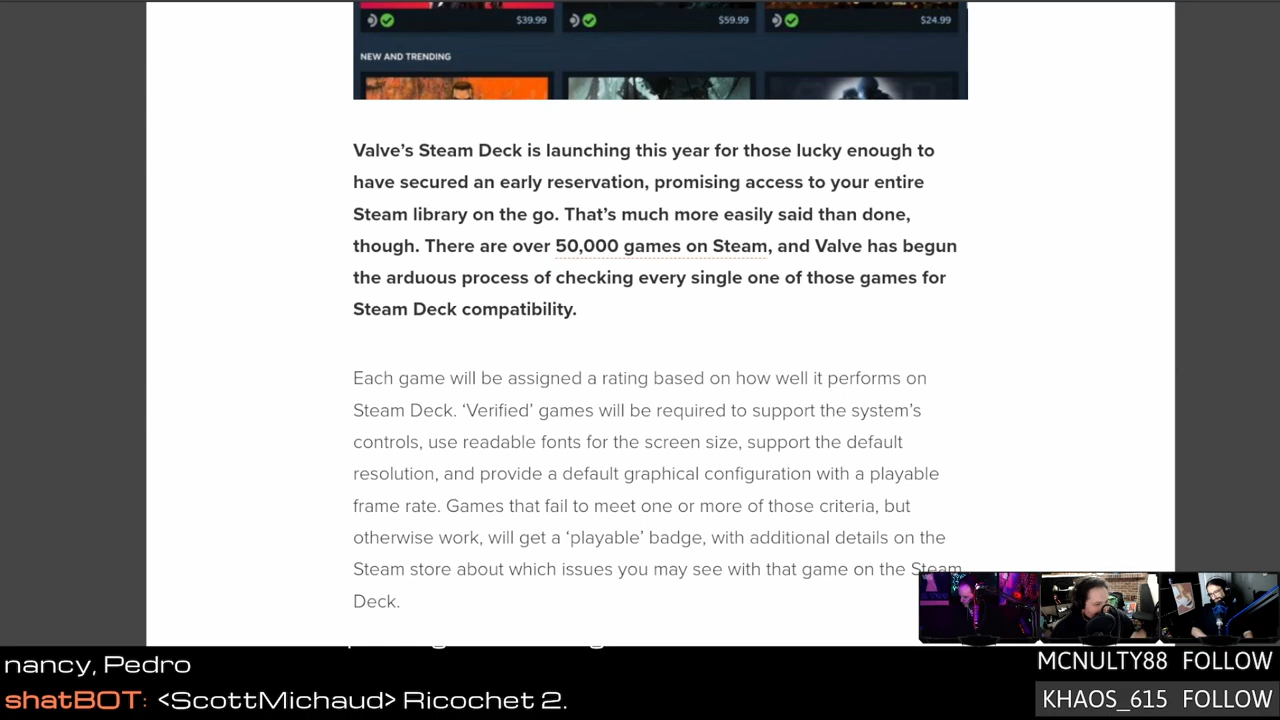 $39.99
$59.99
$24.99
NEW AND TRENDING
Valve’s Steam Deck is launching this year for those lucky enough to
have secured an early reservation, promising access to your entire
Steam library on the go. That’s much more easily said than done,
though. There are over 50,000 games on Steam, and Valve has begun
the arduous process of checking every single one of those games for
Steam Deck compatibility.
Each game will be assigned a rating based on how well it performs on
Steam Deck. ‘Verified’ games will be required to support the system’s
controls, use readable fonts for the screen size, support the default
resolution, and provide a default graphical configuration with a playable
frame rate. Games that fail to meet one or more of those criteria, but
otherwise work, will get a ‘playable’ badge, with additional details on the
Steam store about which issues you may see with that game on the Steam
Deck.
nancy, Pedro
shatBOT: <ScottMichaud> Ricochet 2.
MCNULTY88 FOLLOW
KHAOS_615 FOLLOW